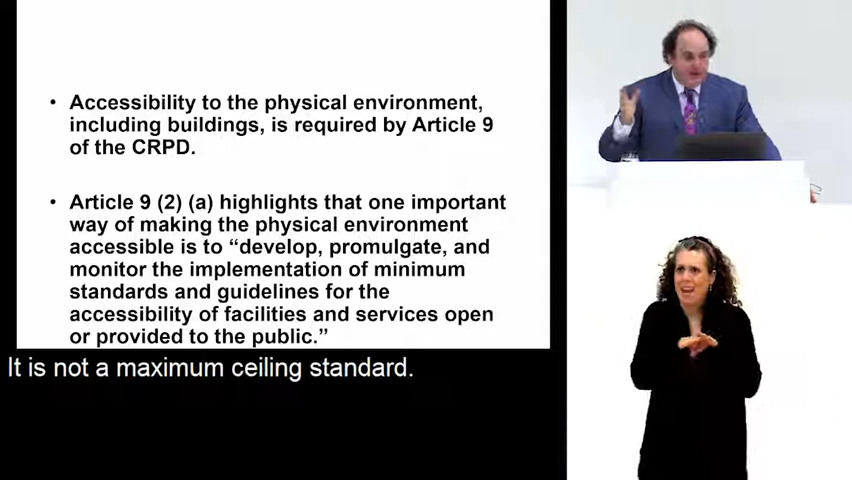 • Accessibility to the physical environment,
including buildings, is required by Article 9
of the CRPD.
• Article 9 (2) (a) highlights that one important
way of making the physical environment
accessible is to “develop, promulgate, and
monitor the implementation of minimum
standards and guidelines for the
accessibility of facilities and services open
or provided to the public.”
It is not a maximum ceiling standard.